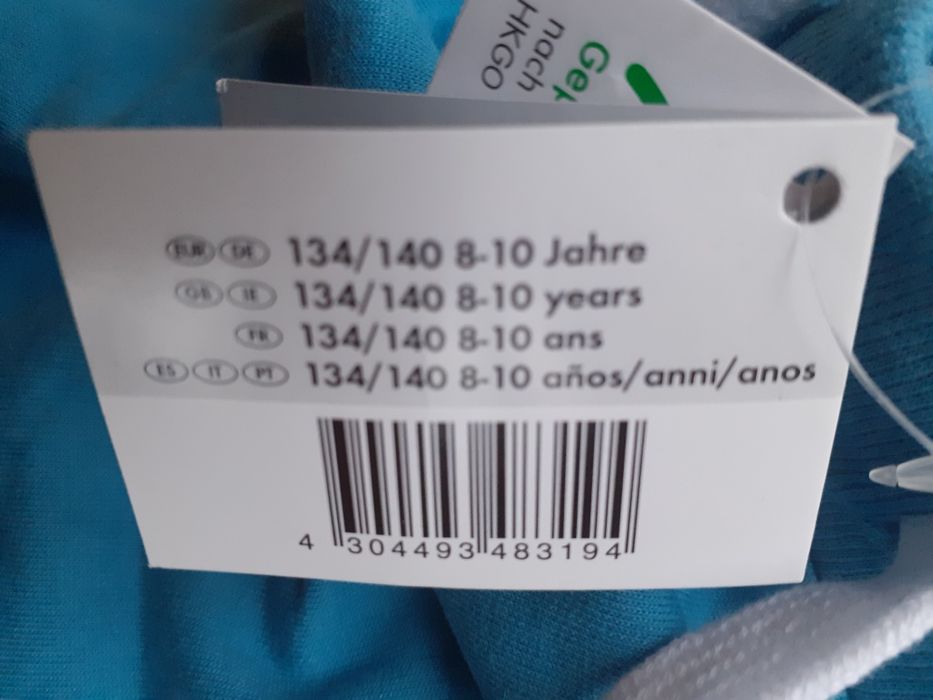 Gep
nach
HKGO
EUR DE 134/140 8-10 Jahre
GB IE 134/140 8-10 years
FR 134/140 8-10 ans
ES IT PT 134/140 8-10 años/anni/anos
4 304493 483194